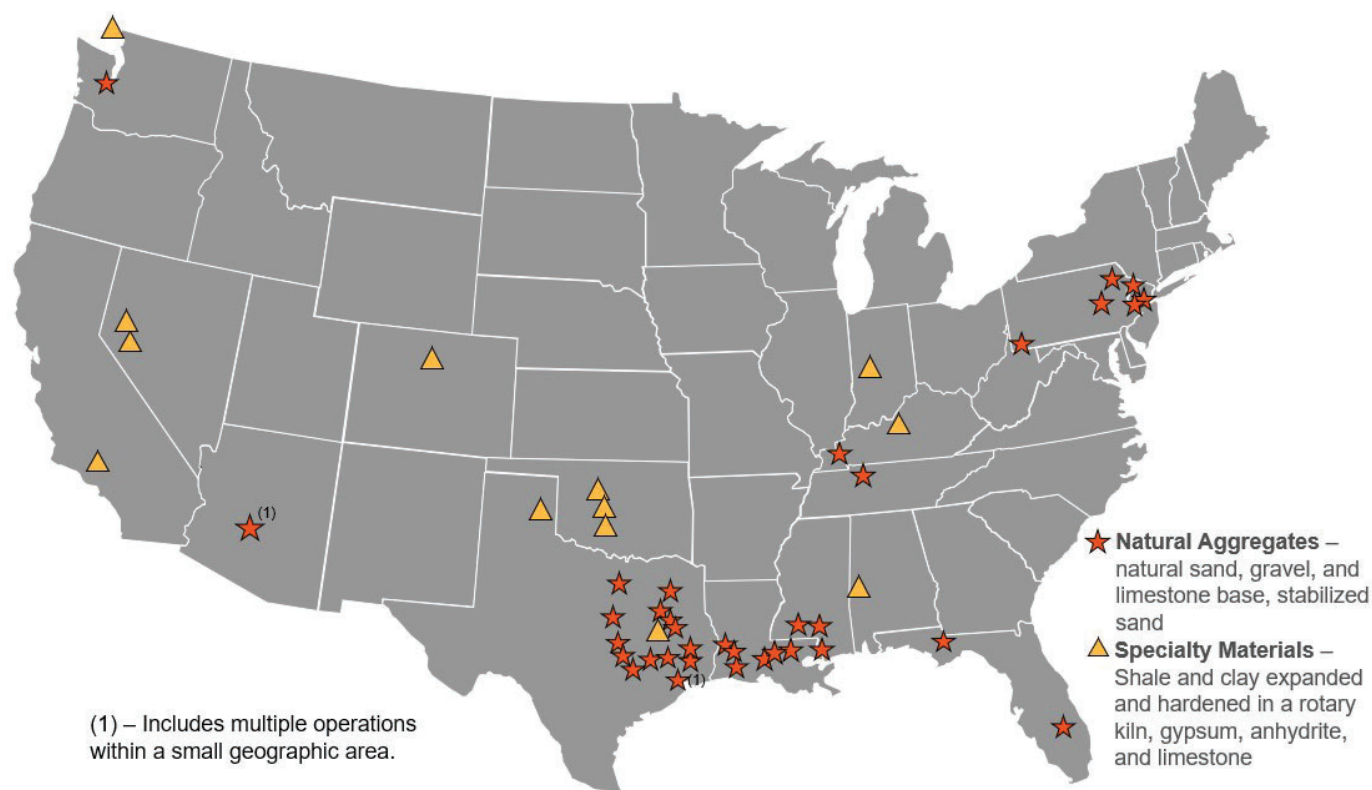 (1)
(1)
Natural Aggregates –
natural sand, gravel, and
limestone base, stabilized
sand
Specialty Materials –
Shale and clay expanded
and hardened in a rotary
kiln, gypsum, anhydrite,
and limestone
(1) – Includes multiple operations
within a small geographic area.